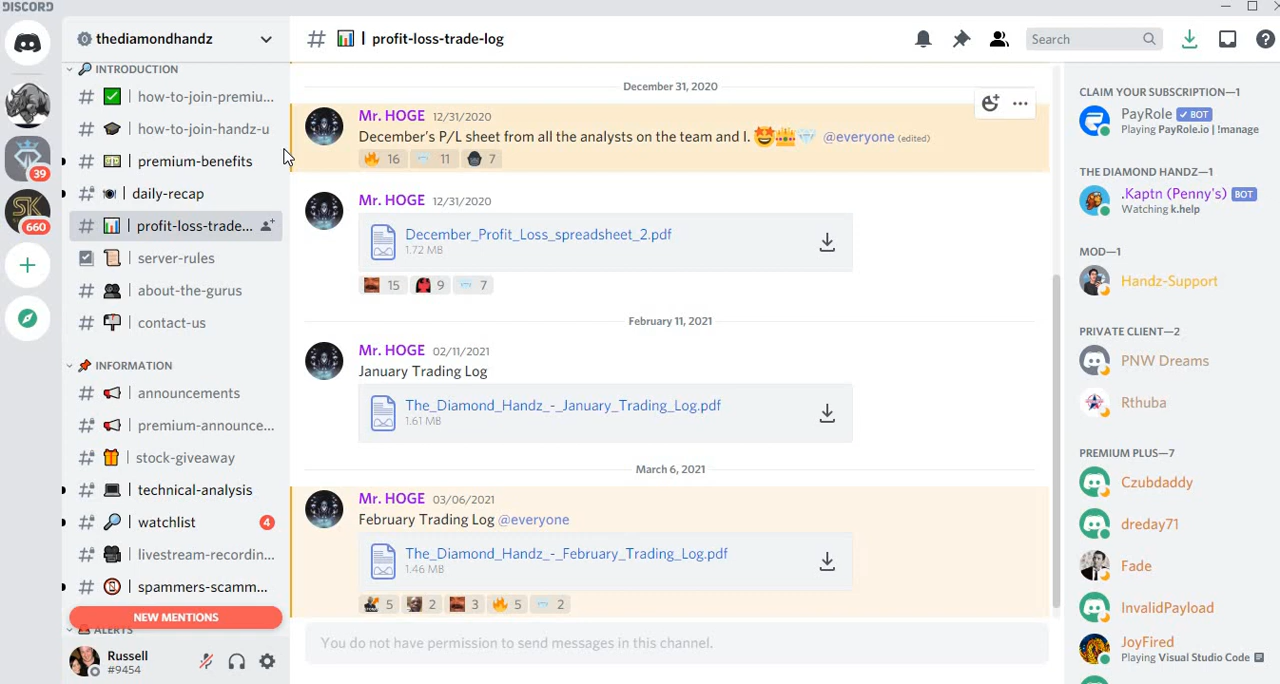 DISCORD
39
660
thediamondhandz
INTRODUCTION
how-to-join-premiu...
how-to-join-handz-u
premium-benefits
daily-recap
profit-loss-trade...
server-rules
about-the-gurus
contact-us
INFORMATION
announcements
premium-announce...
stock-giveaway
technical-analysis
watchlist 4
livestream-recordin...
spammers-scamm...
NEW MENTIONS
ALERTS
Russell
#9454
profit-loss-trade-log
Search
December 31, 2020
Mr. HOGE 12/31/2020
December's P/L sheet from all the analysts on the team and I. @everyone (edited)
16 11 7
Mr. HOGE 12/31/2020
December_Profit_Loss_spreadsheet_2.pdf
1.72 MB
15 9 7
February 11, 2021
Mr. HOGE 02/11/2021
January Trading Log
The_Diamond_Handz_-_January_Trading_Log.pdf
1.61 MB
March 6, 2021
Mr. HOGE 03/06/2021
February Trading Log @everyone
The_Diamond_Handz_-_February_Trading_Log.pdf
1.46 MB
5 2 3 5 2
You do not have permission to send messages in this channel.
CLAIM YOUR SUBSCRIPTION—1
PayRole BOT
Playing PayRole.io | !manage
THE DIAMOND HANDZ—1
.Kaptn (Penny's) BOT
Watching k.help
MOD—1
Handz-Support
PRIVATE CLIENT—2
PNW Dreams
Rthuba
PREMIUM PLUS—7
Czubdaddy
dreday71
Fade
InvalidPayload
JoyFired
Playing Visual Studio Code